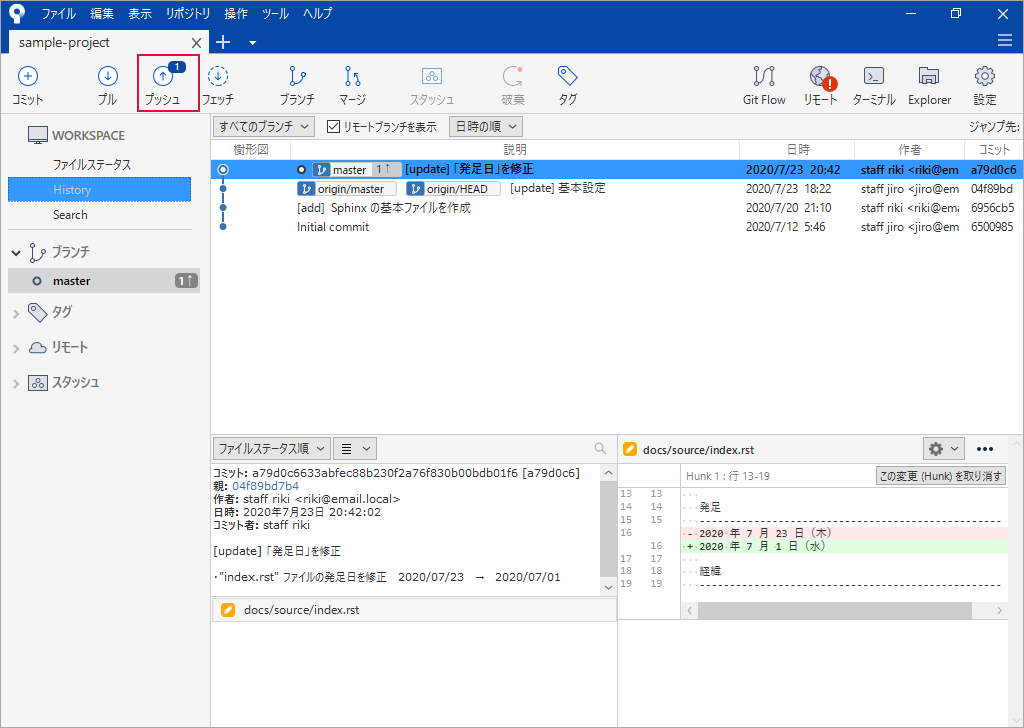 ファイル 編集 表示 リポジトリ 操作 ツール ヘルプ
sample-project
1
コミット プル プッシュ フェッチ ブランチ マージ スタッシュ 破棄 タグ Git Flow リモート ターミナル Explorer 設定
WORKSPACE
ファイルステータス
History
Search
ブランチ
master 1↑
タグ
リモート
スタッシュ
すべてのブランチ リモートブランチを表示 日時の順 ジャンプ先:
樹形図 説明 日時 作者 コミット
master 1↑ [update]「発足日」を修正 2020/7/23 20:42 staff riki <riki@em a79d0c6
origin/master origin/HEAD [update] 基本設定 2020/7/23 18:22 staff jiro <jiro@em 04f89bd
[add] Sphinx の基本ファイルを作成 2020/7/20 21:10 staff riki <riki@ema 6956cb5
Initial commit 2020/7/12 5:46 staff jiro <jiro@em 6500985
ファイルステータス順
コミット: a79d0c6633abfec88b230f2a76f830b00bdb01f6 [a79d0c6]
親: 04f89bd7b4
作者: staff riki <riki@email.local>
日時: 2020年7月23日 20:42:02
コミット者: staff riki
[update]「発足日」を修正
・"index.rst" ファイルの発足日を修正 2020/07/23 → 2020/07/01
docs/source/index.rst
docs/source/index.rst
Hunk 1 : 行 13-19 この変更 (Hunk) を取り消す
13 13
14 14 発足
15 15 ----------------------------------------
16 - 2020 年 7 月 23 日（木）
16 + 2020 年 7 月 1 日（水）
17 17
18 18 経緯
19 19 ----------------------------------------